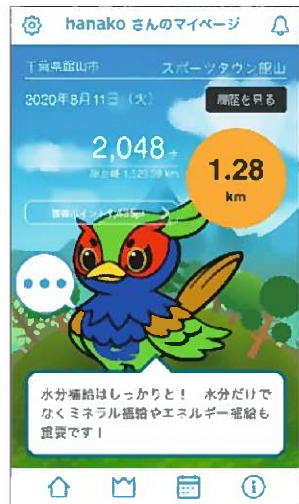 hanako さんのマイページ
千葉県館山市 スポーツタウン館山
2020年8月11日（火） 履歴を見る
2,048
1.28
km
水分補給はしっかりと！ 水分だけで
なくミネラル補給やエネルギー補給も
重要です！